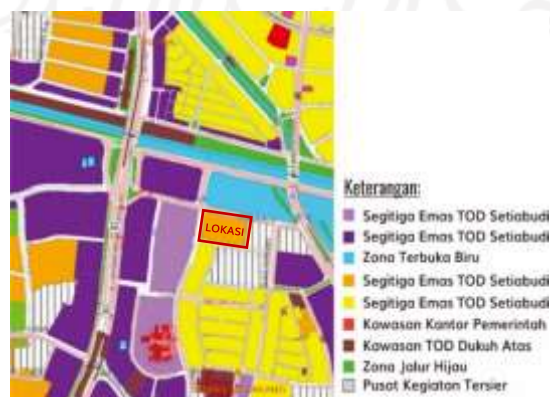 LOKASI
Keterangan:
Segitiga Emas TOD Setiabudi
Segitiga Emas TOD Setiabudi
Zona Terbuka Biru
Segitiga Emas TOD Setiabudi
Segitiga Emas TOD Setiabudi
Kawasan Kantor Pemerintah
Kawasan TOD Dukuh Atas
Zona Jalur Hijau
Pusat Kegiatan Tersier